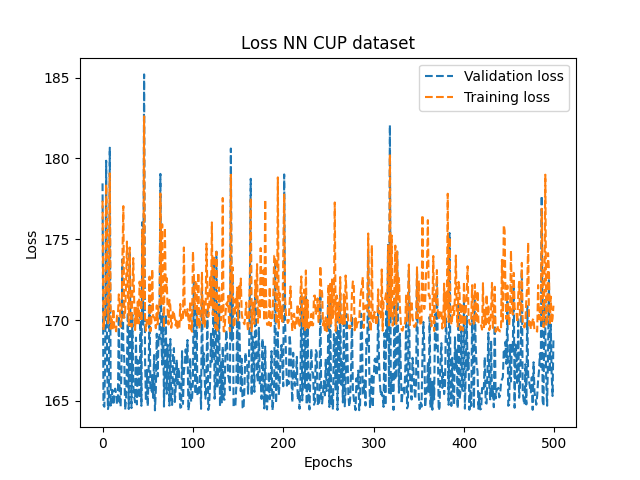 Loss NN CUP dataset
Validation loss
Training loss
185
180
175
170
165
Loss
0
100
200
300
400
500
Epochs